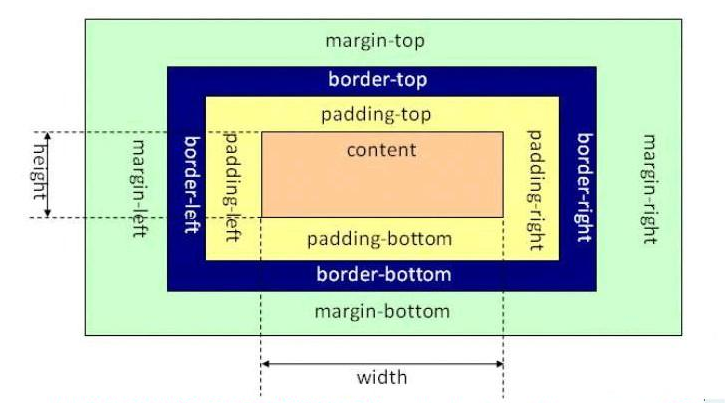 margin-top
border-top
padding-top
content
height
margin-left
border-left
padding-left
padding-right
border-right
margin-right
padding-bottom
border-bottom
margin-bottom
width